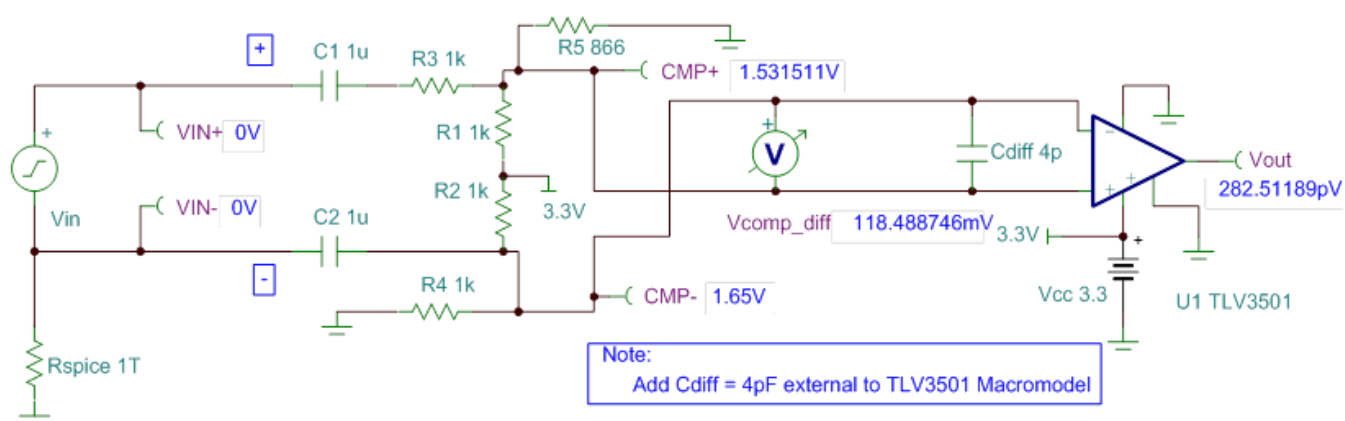 +
C1 1u
R3 1k
R5 866
CMP+ 1.531511V
VIN+ 0V
R1 1k
+
V
Cdiff 4p
Vout
282.51189pV
+
Vin
VIN- 0V
R2 1k
3.3V
C2 1u
Vcomp_diff 118.488746mV
3.3V
+
-
R4 1k
CMP- 1.65V
Vcc 3.3
U1 TLV3501
Rspice 1T
Note:
Add Cdiff = 4pF external to TLV3501 Macromodel